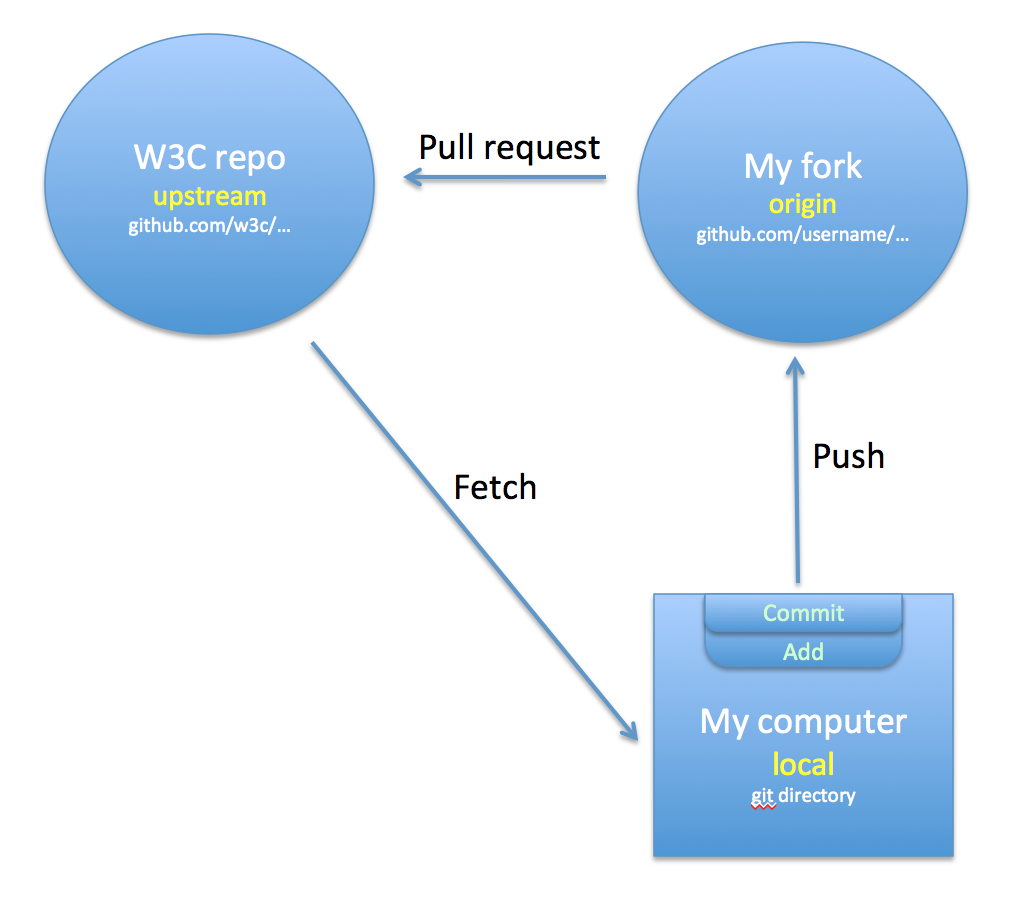 W3C repo
upstream
github.com/w3c/...
Pull request
My fork
origin
github.com/username/...
Fetch
Push
Commit
Add
My computer
local
git directory